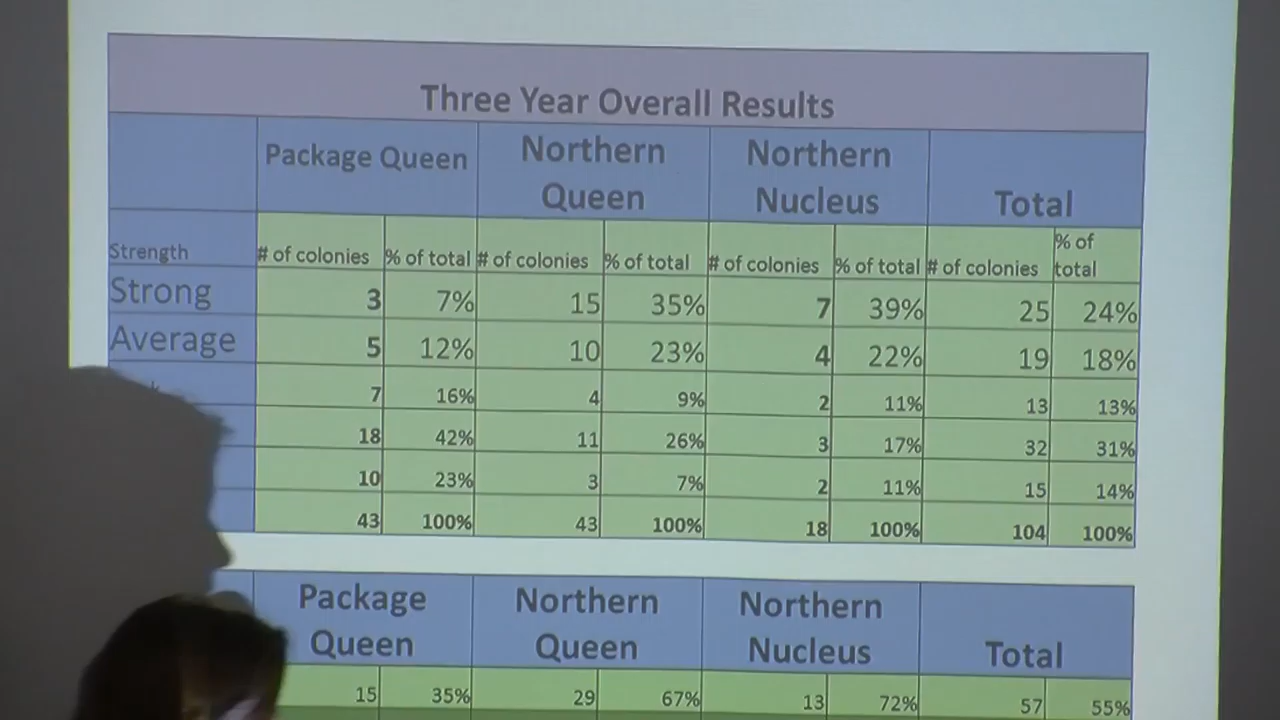 Three Year Overall Results
Package Queen Northern Queen Northern Nucleus Total
Strength # of colonies % of total # of colonies % of total # of colonies % of total # of colonies % of total
Strong 3 7% 15 35% 7 39% 25 24%
Average 5 12% 10 23% 4 22% 19 18%
7 16% 4 9% 2 11% 13 13%
18 42% 11 26% 3 17% 32 31%
10 23% 3 7% 2 11% 15 14%
43 100% 43 100% 18 100% 104 100%
Package Queen Northern Queen Northern Nucleus Total
15 35% 29 67% 13 72% 57 55%